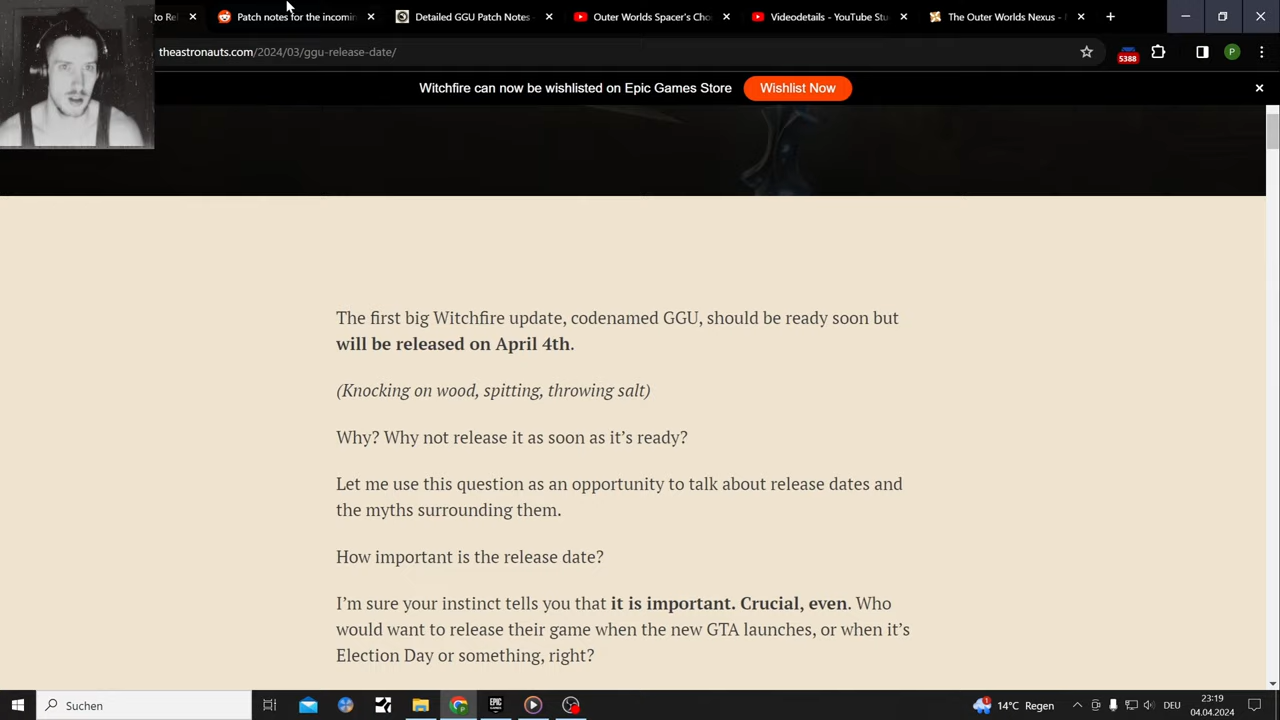 to Rel
Patch notes for the incomin
Detailed GGU Patch Notes -
Outer Worlds Spacer's Cho
Videodetails - YouTube Stu
The Outer Worlds Nexus -
theastronauts.com/2024/03/ggu-release-date/
5388
P
Witchfire can now be wishlisted on Epic Games Store
Wishlist Now
The first big Witchfire update, codenamed GGU, should be ready soon but
will be released on April 4th.
(Knocking on wood, spitting, throwing salt)
Why? Why not release it as soon as it's ready?
Let me use this question as an opportunity to talk about release dates and
the myths surrounding them.
How important is the release date?
I'm sure your instinct tells you that it is important. Crucial, even. Who
would want to release their game when the new GTA launches, or when it's
Election Day or something, right?
Suchen
EPIC
14°C Regen
DEU
23:19
04.04.2024